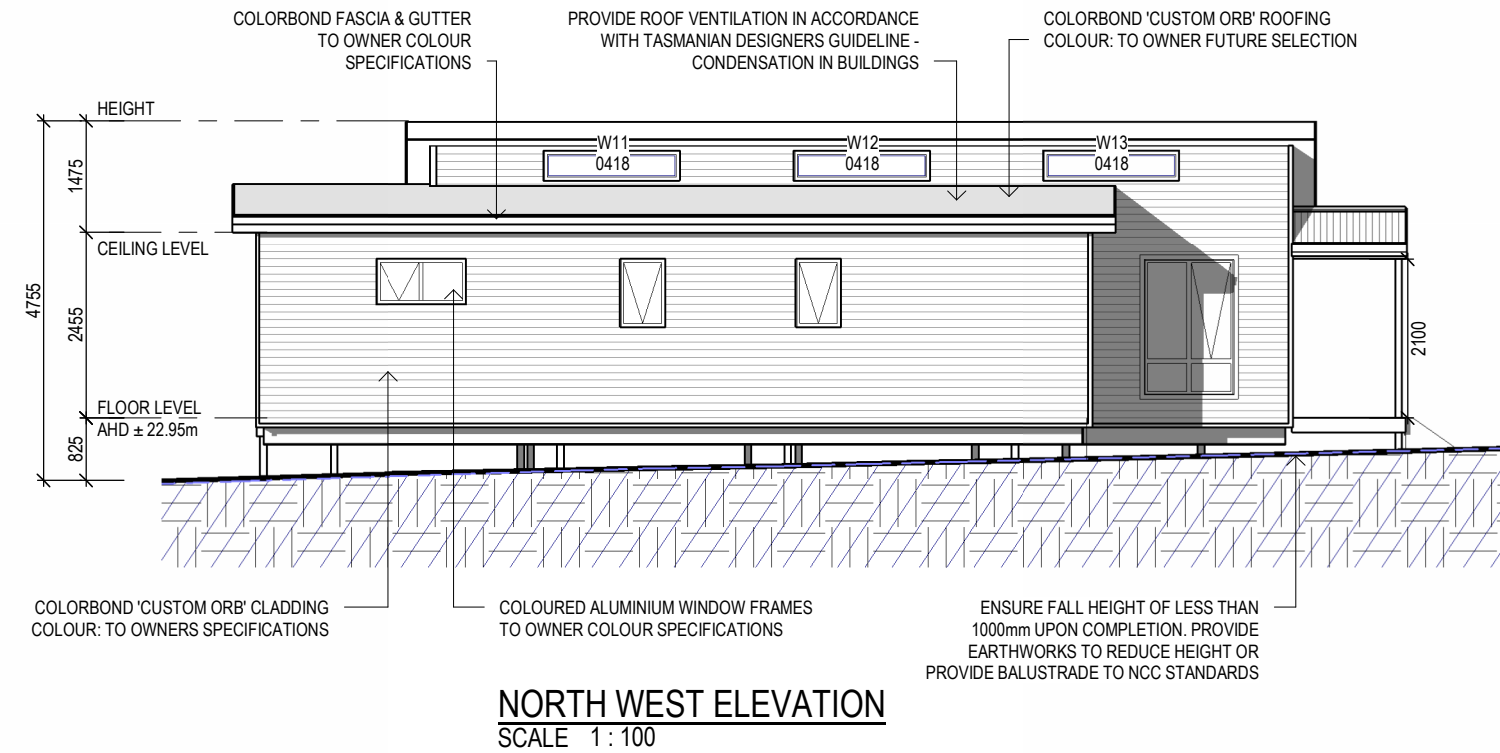 COLORBOND FASCIA & GUTTER
TO OWNER COLOUR
SPECIFICATIONS
PROVIDE ROOF VENTILATION IN ACCORDANCE
WITH TASMANIAN DESIGNERS GUIDELINE -
CONDENSATION IN BUILDINGS
COLORBOND 'CUSTOM ORB' ROOFING
COLOUR: TO OWNER FUTURE SELECTION
HEIGHT
W11
0418
W12
0418
W13
0418
1475
CEILING LEVEL
4755
2455
2100
FLOOR LEVEL
AHD ± 22.95m
825
COLORBOND 'CUSTOM ORB' CLADDING
COLOUR: TO OWNERS SPECIFICATIONS
COLOURED ALUMINIUM WINDOW FRAMES
TO OWNER COLOUR SPECIFICATIONS
ENSURE FALL HEIGHT OF LESS THAN
1000mm UPON COMPLETION. PROVIDE
EARTHWORKS TO REDUCE HEIGHT OR
PROVIDE BALUSTRADE TO NCC STANDARDS
NORTH WEST ELEVATION
SCALE 1 : 100